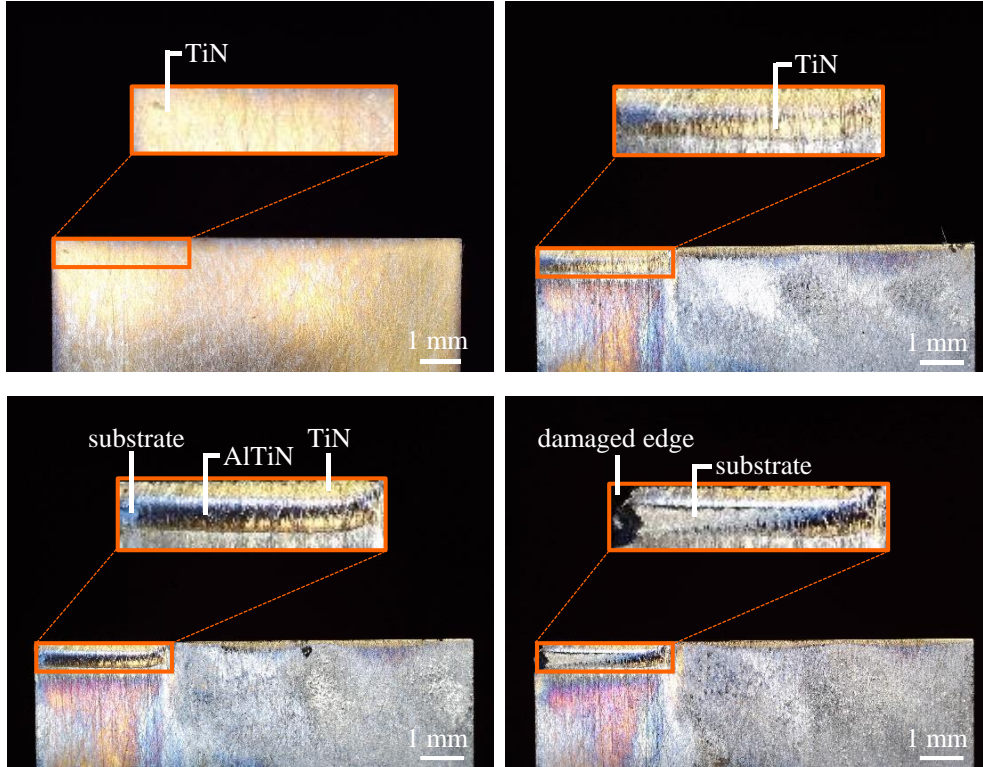 TiN
1 mm
TiN
1 mm
substrate
AlTiN
TiN
1 mm
damaged edge
substrate
1 mm